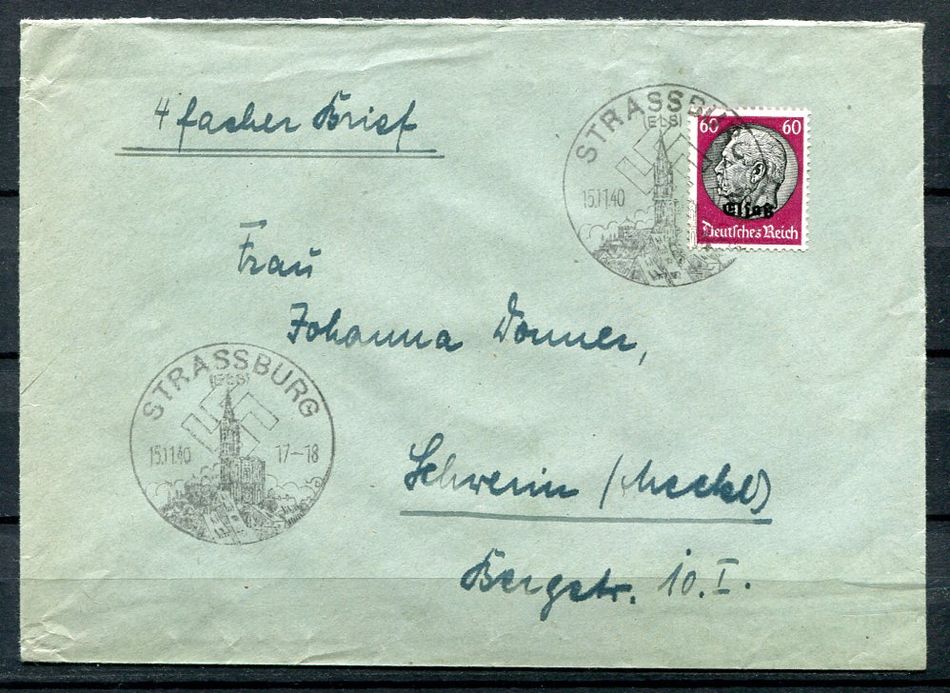 4 facher Brief
STRASSBURG
(ELS)
15.11.40
60 60
Elsaß
Deutsches Reich
Frau
Johanna Donner,
STRASSBURG
(ELS)
15.11.40 17-18
Schwerin (Meckl)
Bergstr. 10. I.